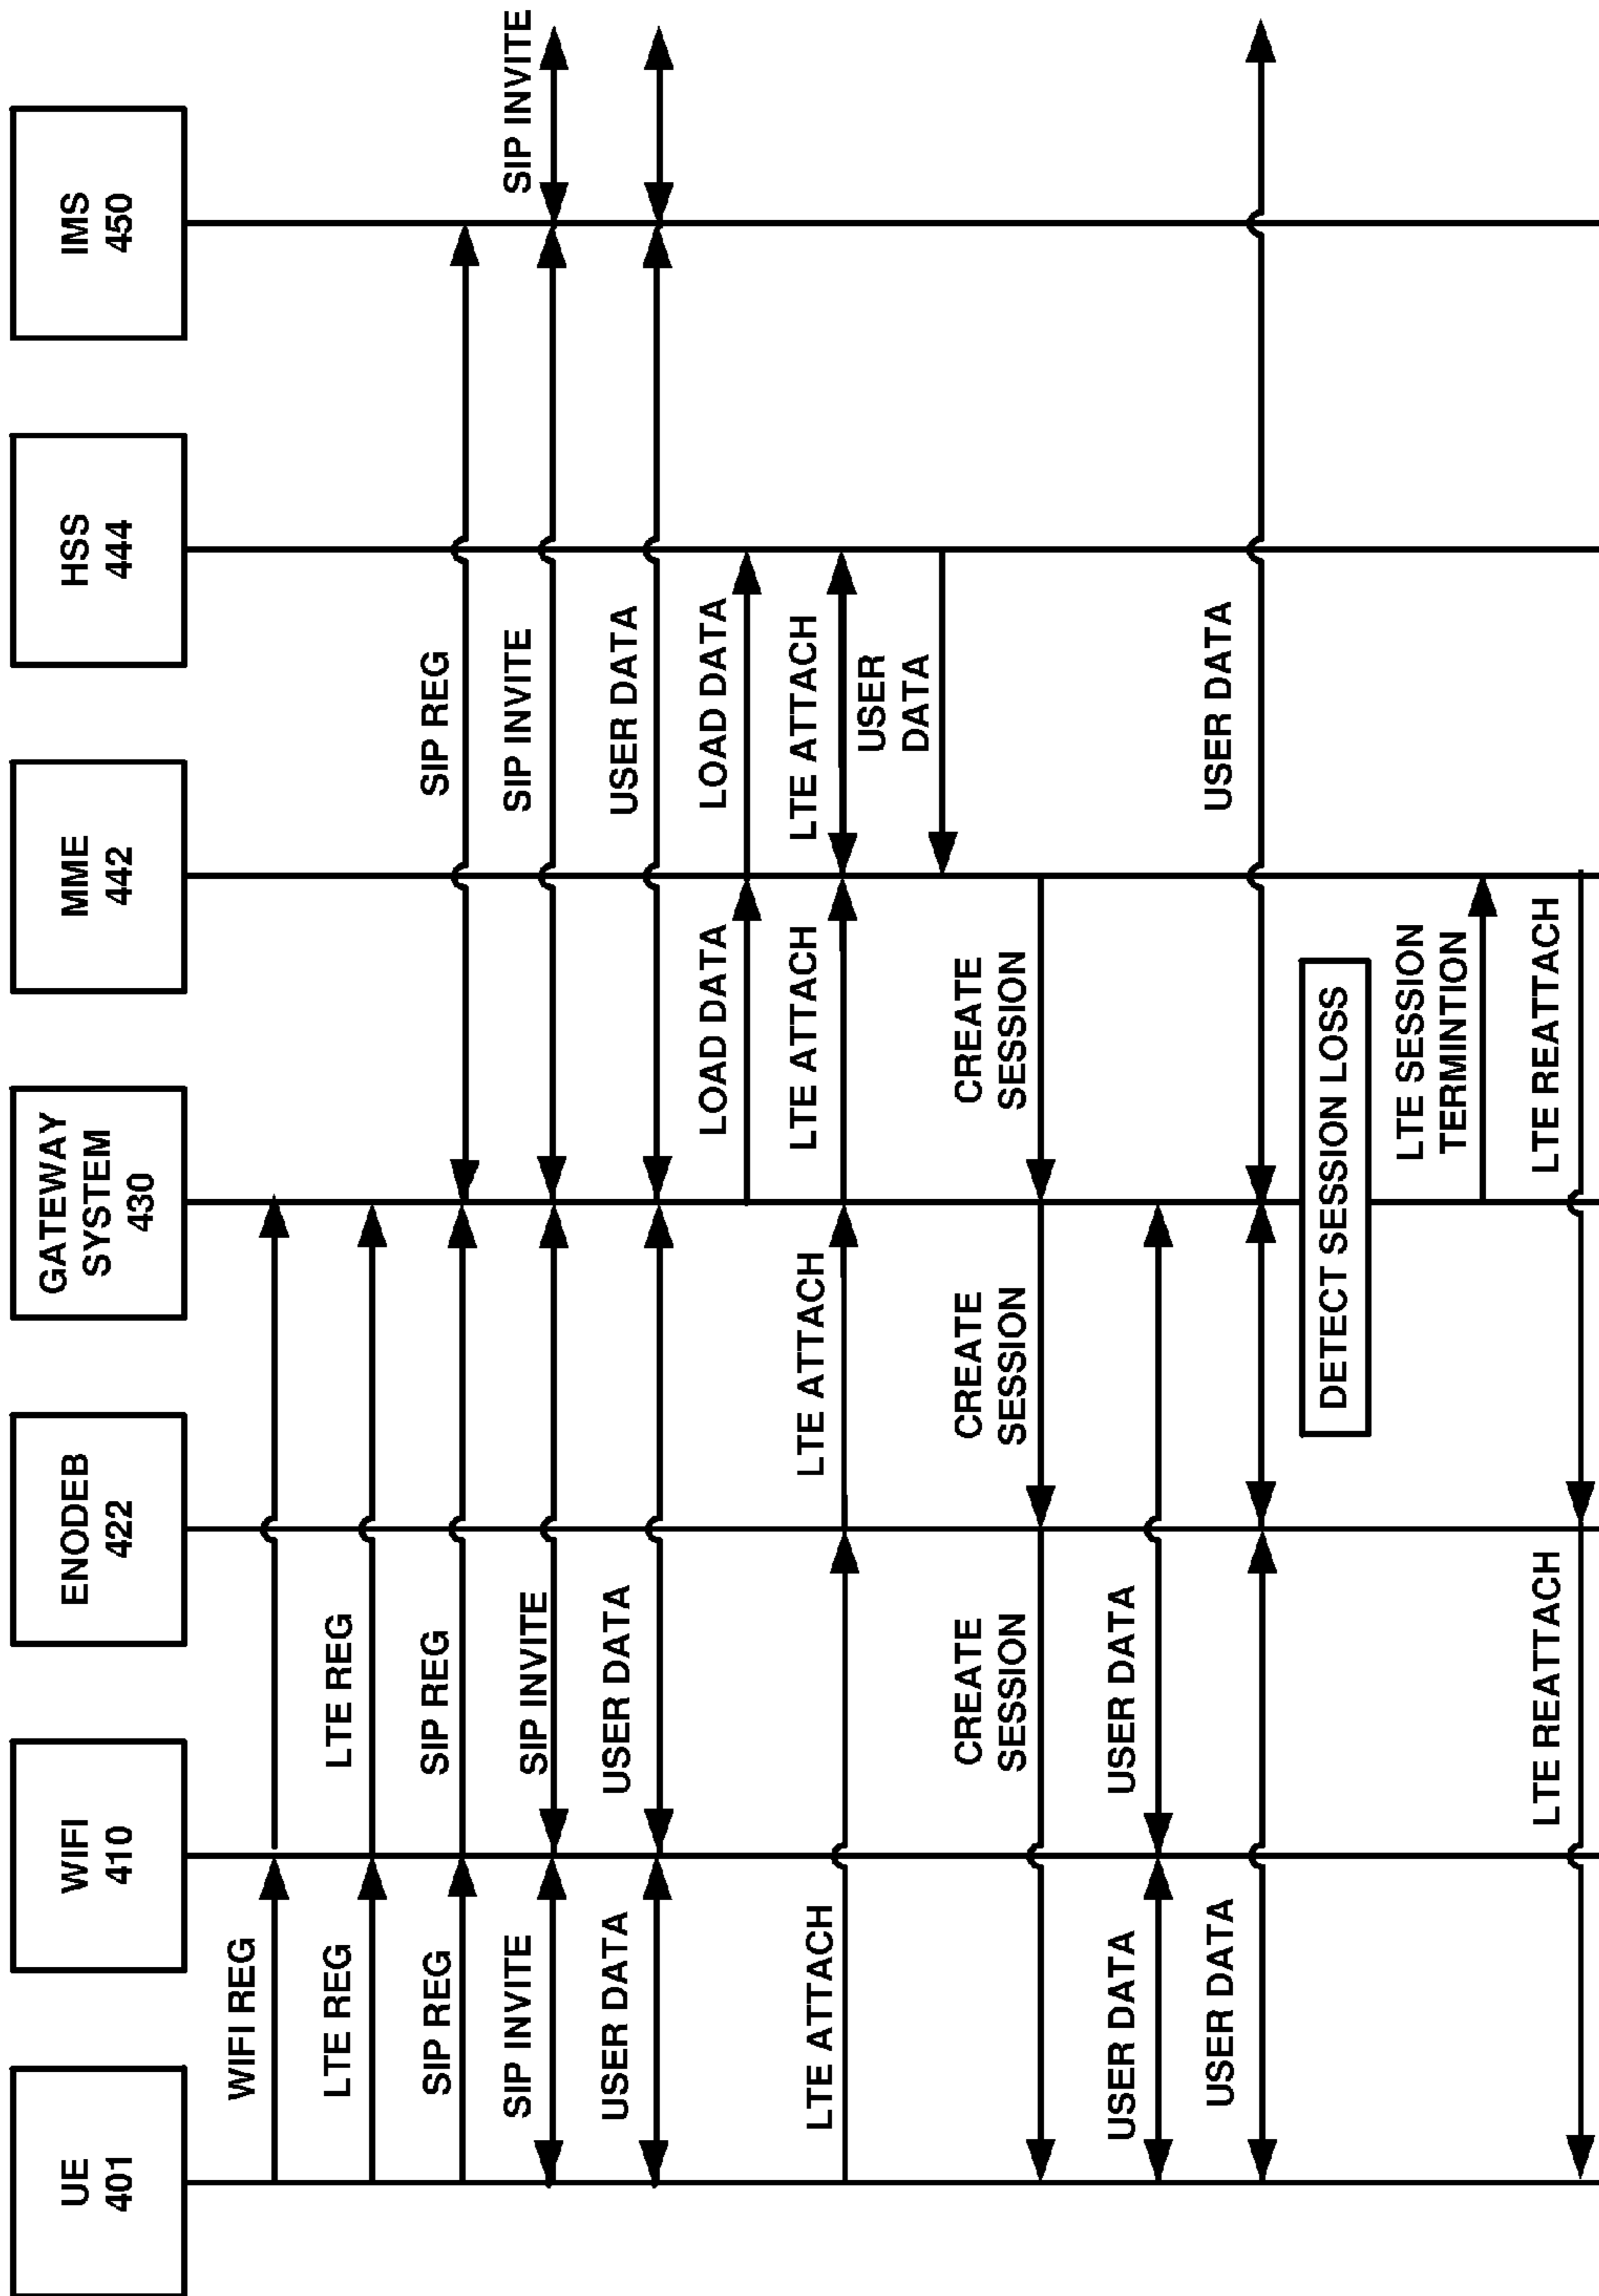 UE
401
WIFI
410
ENODEB
422
GATEWAY
SYSTEM
430
MME
442
HSS
444
IMS
450
WIFI REG
LTE REG
LTE REG
SIP REG
SIP REG
SIP REG
SIP INVITE
SIP INVITE
SIP INVITE
SIP INVITE
USER DATA
USER DATA
USER DATA
LOAD DATA
LOAD DATA
LTE ATTACH
LTE ATTACH
LTE ATTACH
LTE ATTACH
USER
DATA
CREATE
SESSION
CREATE
SESSION
CREATE
SESSION
USER DATA
USER DATA
USER DATA
USER DATA
DETECT SESSION LOSS
LTE SESSION
TERMINTION
LTE REATTACH
LTE REATTACH